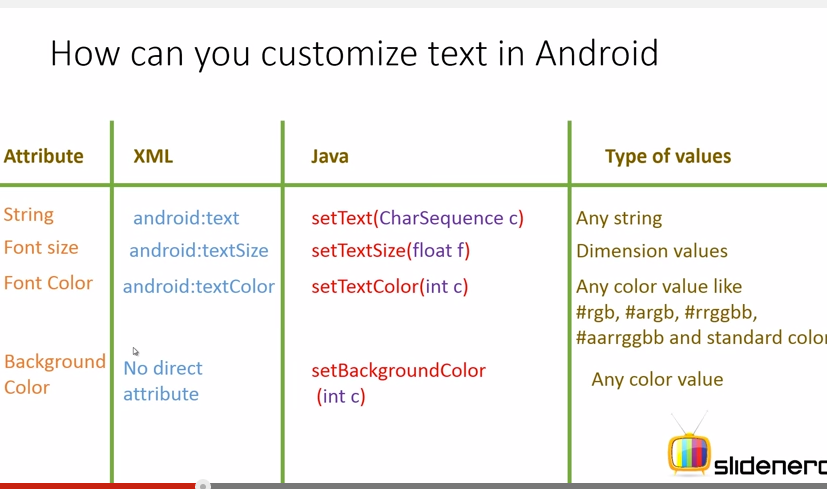 How can you customize text in Android
Attribute XML Java Type of values
String android:text setText(CharSequence c) Any string
Font size android:textSize setTextSize(float f) Dimension values
Font Color android:textColor setTextColor(int c) Any color value like
#rgb, #argb, #rrggbb,
#aarrggbb and standard color
Background No direct setBackgroundColor Any color value
Color attribute (int c)
slidenerd